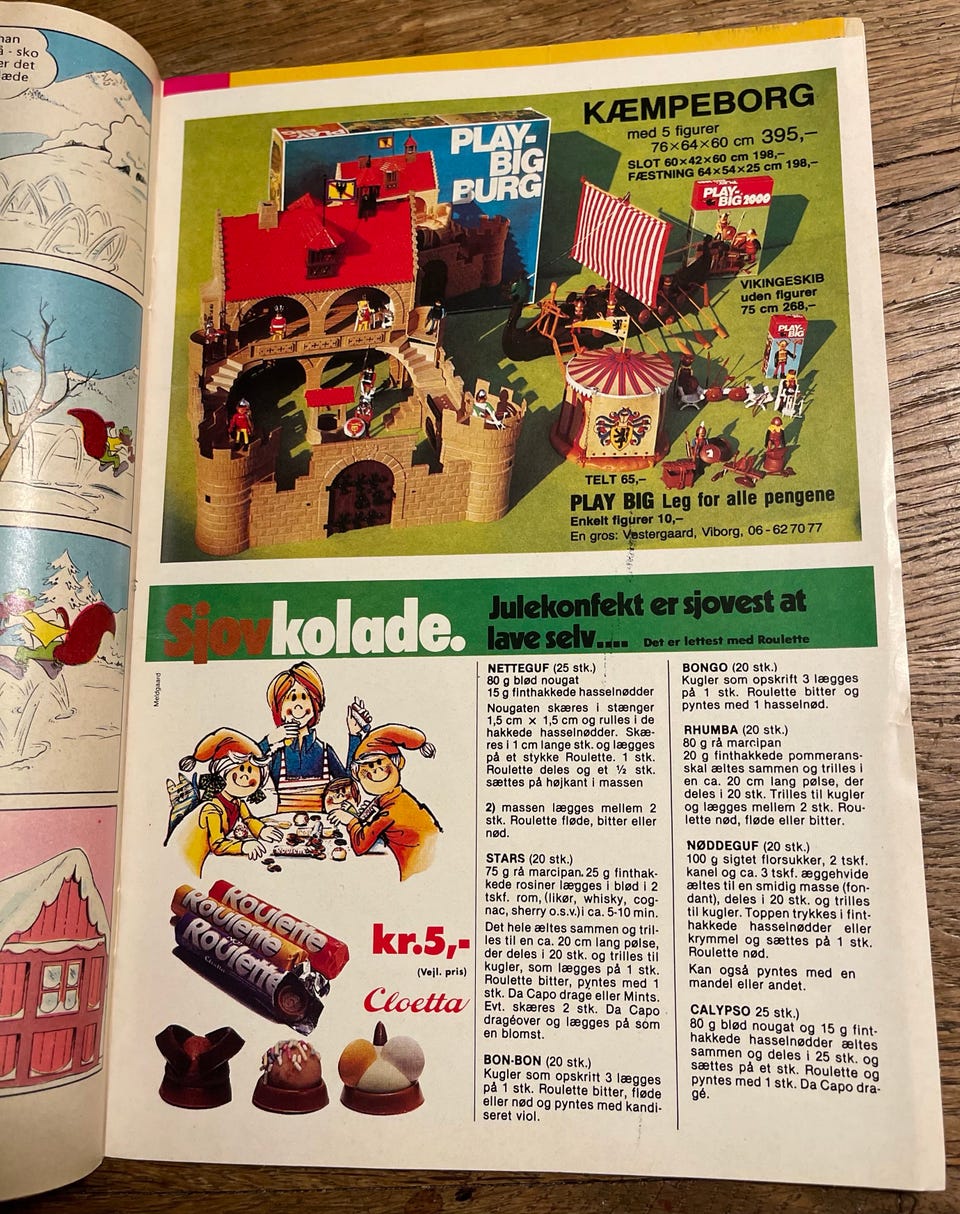 nan
å - sko
er det
læde
PLAY-
BIG
BURG
KÆMPEBORG
med 5 figurer
76×64×60 cm 395,–
SLOT 60×42×60 cm 198,–
FÆSTNING 64×54×25 cm 198,–
PLAY-
BIG 2000
VIKINGESKIB
uden figurer
75 cm 268,–
PLAY-
BIG
TELT 65,–
PLAY BIG Leg for alle pengene
Enkelt figurer 10,–
En gros: Vestergaard, Viborg, 06-62 70 77
Sjovkolade.
Julekonfekt er sjovest at
lave selv....
Det er lettest med Roulette
Meldgaard
Roulette
Roulette
Roulette
Cloetta
kr.5,-
(Vejl. pris)
Cloetta
NETTEGUF (25 stk.)
80 g blød nougat
15 g finthakkede hasselnødder
Nougaten skæres i stænger
1,5 cm × 1,5 cm og rulles i de
hakkede hasselnødder. Skæ-
res i 1 cm lange stk. og lægges
på et stykke Roulette. 1 stk.
Roulette deles og et ½ stk.
sættes på højkant i massen
2) massen lægges mellem 2
stk. Roulette fløde, bitter eller
nød.
STARS (20 stk.)
75 g rå marcipan. 25 g finthak-
kede rosiner lægges i blød i 2
tskf. rom, (likør, whisky, cog-
nac, sherry o.s.v.) i ca. 5-10 min.
Det hele æltes sammen og tril-
les til en ca. 20 cm lang pølse,
der deles i 20 stk. og trilles til
kugler, som lægges på 1 stk.
Roulette bitter, pyntes med 1
stk. Da Capo drage eller Mints.
Evt. skæres 2 stk. Da Capo
dragéover og lægges på som
en blomst.
BON-BON (20 stk.)
Kugler som opskrift 3 lægges
på 1 stk. Roulette bitter, fløde
eller nød og pyntes med kandi-
seret viol.
BONGO (20 stk.)
Kugler som opskrift 3 lægges
på 1 stk. Roulette bitter og
pyntes med 1 hasselnød.
RHUMBA (20 stk.)
80 g rå marcipan
20 g finthakkede pommerans-
skal æltes sammen og trilles i
en ca. 20 cm lang pølse, der
deles i 20 stk. Trilles til kugler
og lægges mellem 2 stk. Rou-
lette nød, fløde eller bitter.
NØDDEGUF (20 stk.)
100 g sigtet florsukker, 2 tskf.
kanel og ca. 3 tskf. æggehvide
æltes til en smidig masse (fon-
dant), deles i 20 stk. og trilles
til kugler. Toppen trykkes i fint-
hakkede hasselnødder eller
krymmel og sættes på 1 stk.
Roulette nød.
Kan også pyntes med en
mandel eller andet.
CALYPSO 25 stk.)
80 g blød nougat og 15 g fint-
hakkede hasselnødder æltes
sammen og deles i 25 stk. og
sættes på et stk. Roulette og
pyntes med 1 stk. Da Capo dra-
gé.